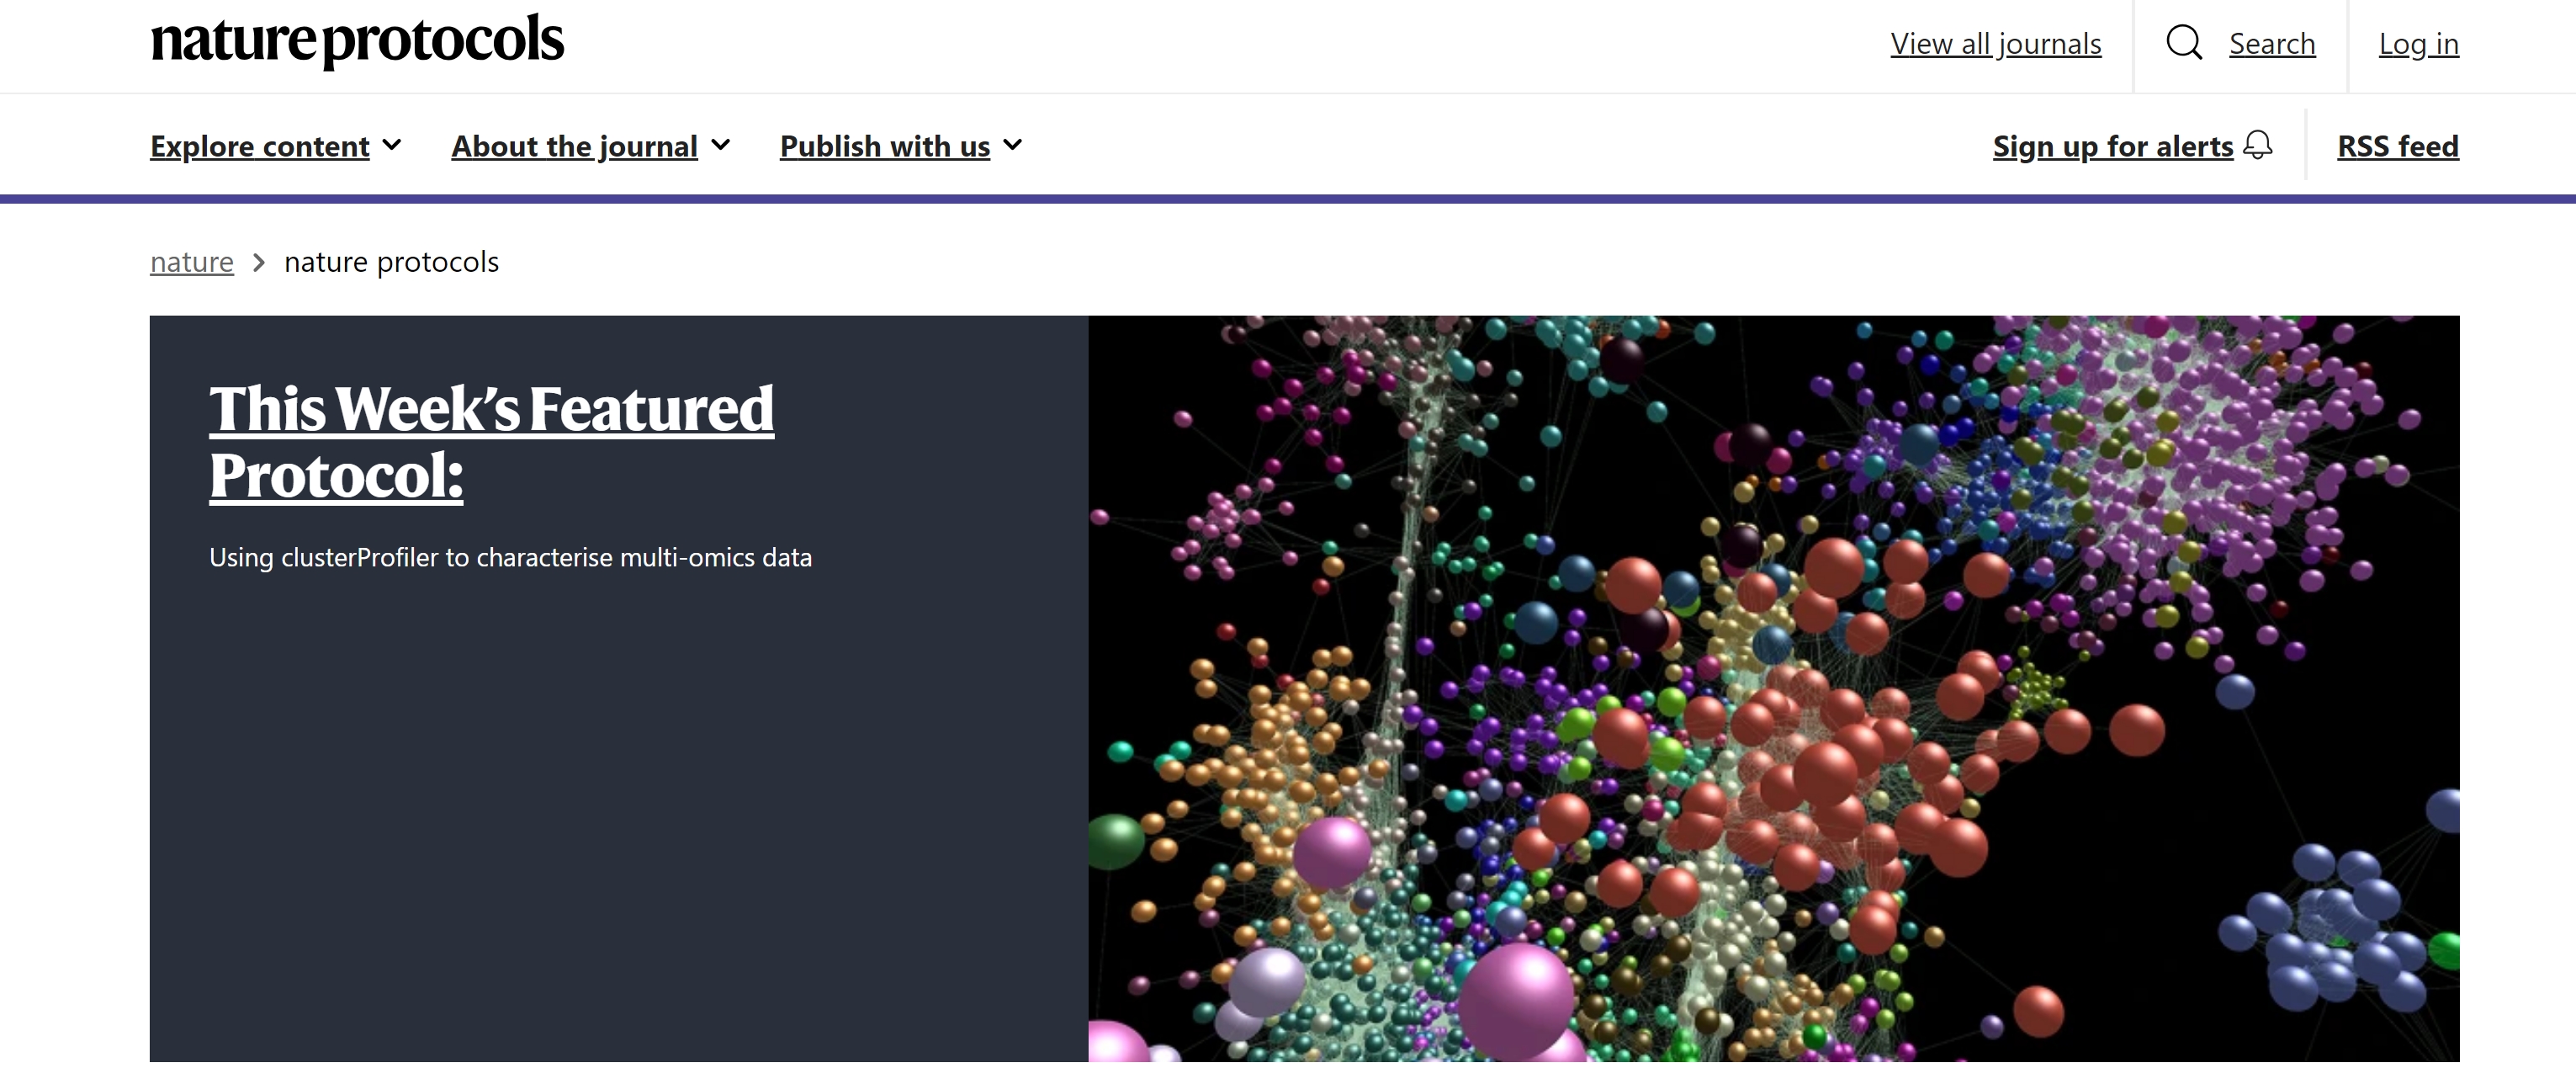 nature protocols
View all journals
Search
Log in
Explore content
About the journal
Publish with us
Sign up for alerts
RSS feed
nature > nature protocols
This Week’s Featured
Protocol:
Using clusterProfiler to characterise multi-omics data